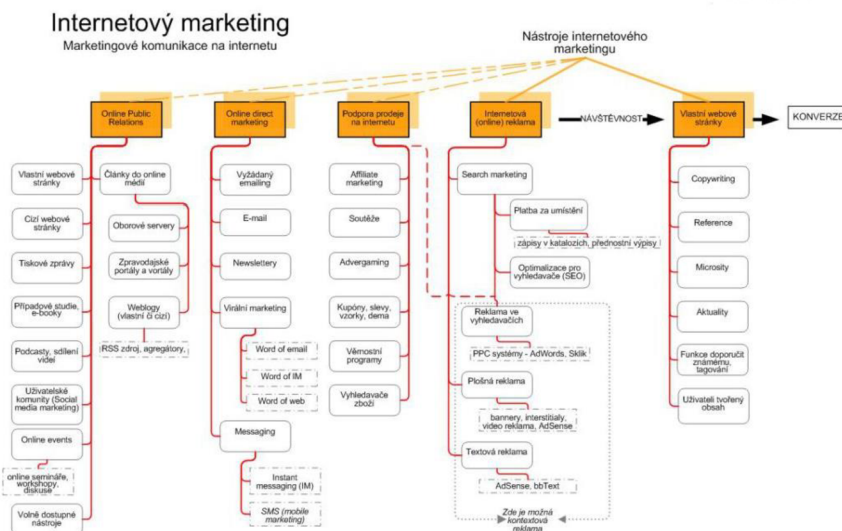 Internetový marketing
Marketingové komunikace na internetu
Nástroje internetového
marketingu
Online Public
Relations
Online direct
marketing
Podpora prodeje
na internetu
Internetová
(online) reklama
NÁVŠTĚVNOST
Vlastní webové
stránky
KONVERZE
Vlastní webové
stránky
Cizí webové
stránky
Tiskové zprávy
Případové studie,
e-booky
Podcasty, sdílení
videí
Uživatelské
komunity (Social
media marketing)
Online events
online semináře,
workshopy,
diskuse
Volně dostupné
nástroje
Články do online
médií
Oborové servery
Zpravodajské
portály a vortály
Weblogy
(vlastní či cizí)
RSS zdroj, agregátory,
Vyžádaný
emailing
E-mail
Newslettery
Virální marketing
Word of email
Word of IM
Word of web
Messaging
Instant
messaging (IM)
SMS (mobile
marketing)
Affiliate
marketing
Soutěže
Advergaming
Kupóny, slevy,
vzorky, dema
Věrnostní
programy
Vyhledavače
zboží
Search marketing
Platba za umístění
zápisy v katalozích, přednostní výpisy
Optimalizace pro
vyhledavače (SEO)
Reklama ve
vyhledavačích
PPC systémy - AdWords, Sklik
Plošná reklama
bannery, interstitialy,
video reklama, AdSense
Textová reklama
AdSense, bbText
Zde je možná
kontextová
reklama
Copywriting
Reference
Microsity
Aktuality
Funkce doporučit
známému,
tagování
Uživateli tvořený
obsah